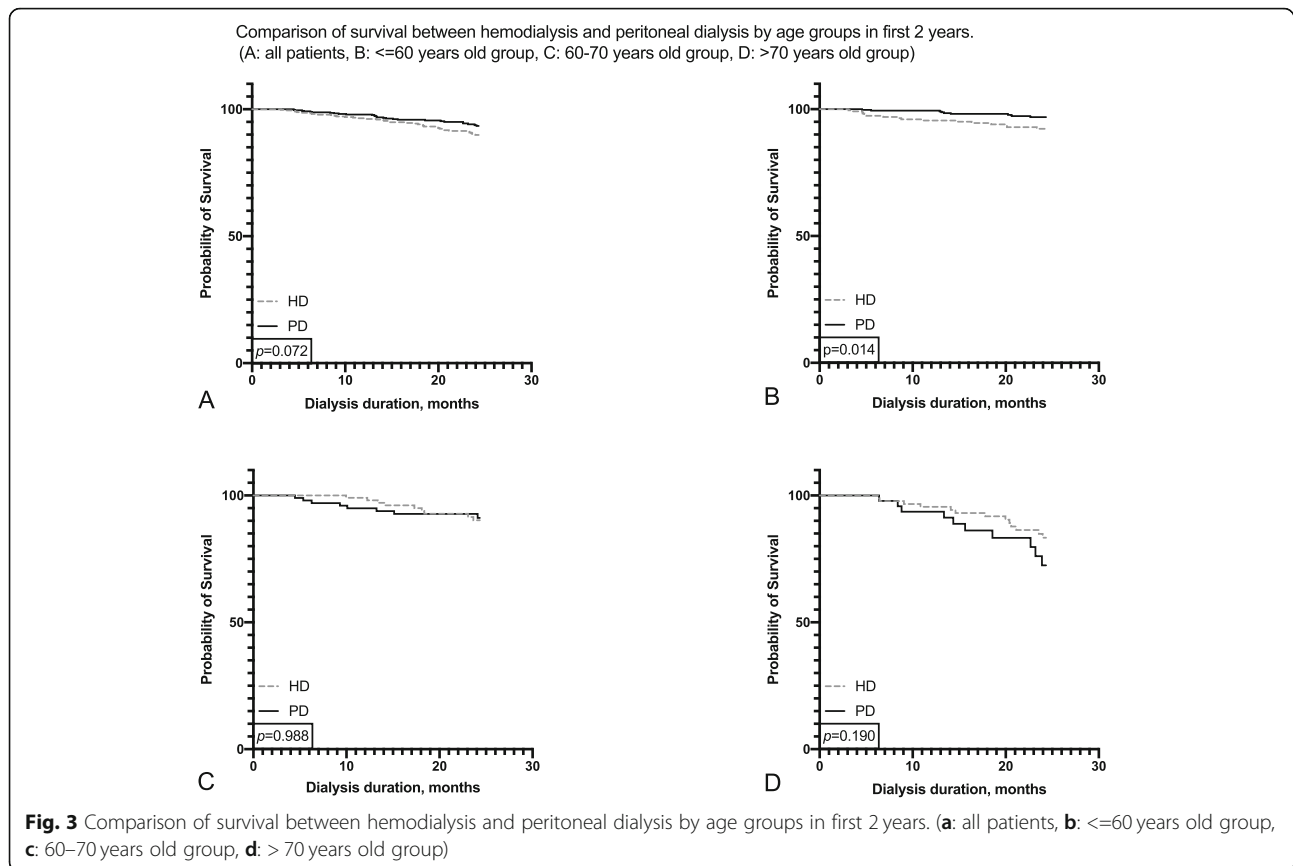 Comparison of survival between hemodialysis and peritoneal dialysis by age groups in first 2 years.
(A: all patients, B: <=60 years old group, C: 60-70 years old group, D: >70 years old group)
100
50
0
Probability of Survival
HD
PD
p=0.072
0 10 20 30
Dialysis duration, months
A
100
50
0
Probability of Survival
HD
PD
p=0.014
0 10 20 30
Dialysis duration, months
B
100
50
0
Probability of Survival
HD
PD
p=0.988
0 10 20 30
Dialysis duration, months
C
100
50
0
Probability of Survival
HD
PD
p=0.190
0 10 20 30
Dialysis duration, months
D
Fig. 3 Comparison of survival between hemodialysis and peritoneal dialysis by age groups in first 2 years. (a: all patients, b: <=60 years old group,
c: 60–70 years old group, d: > 70 years old group)